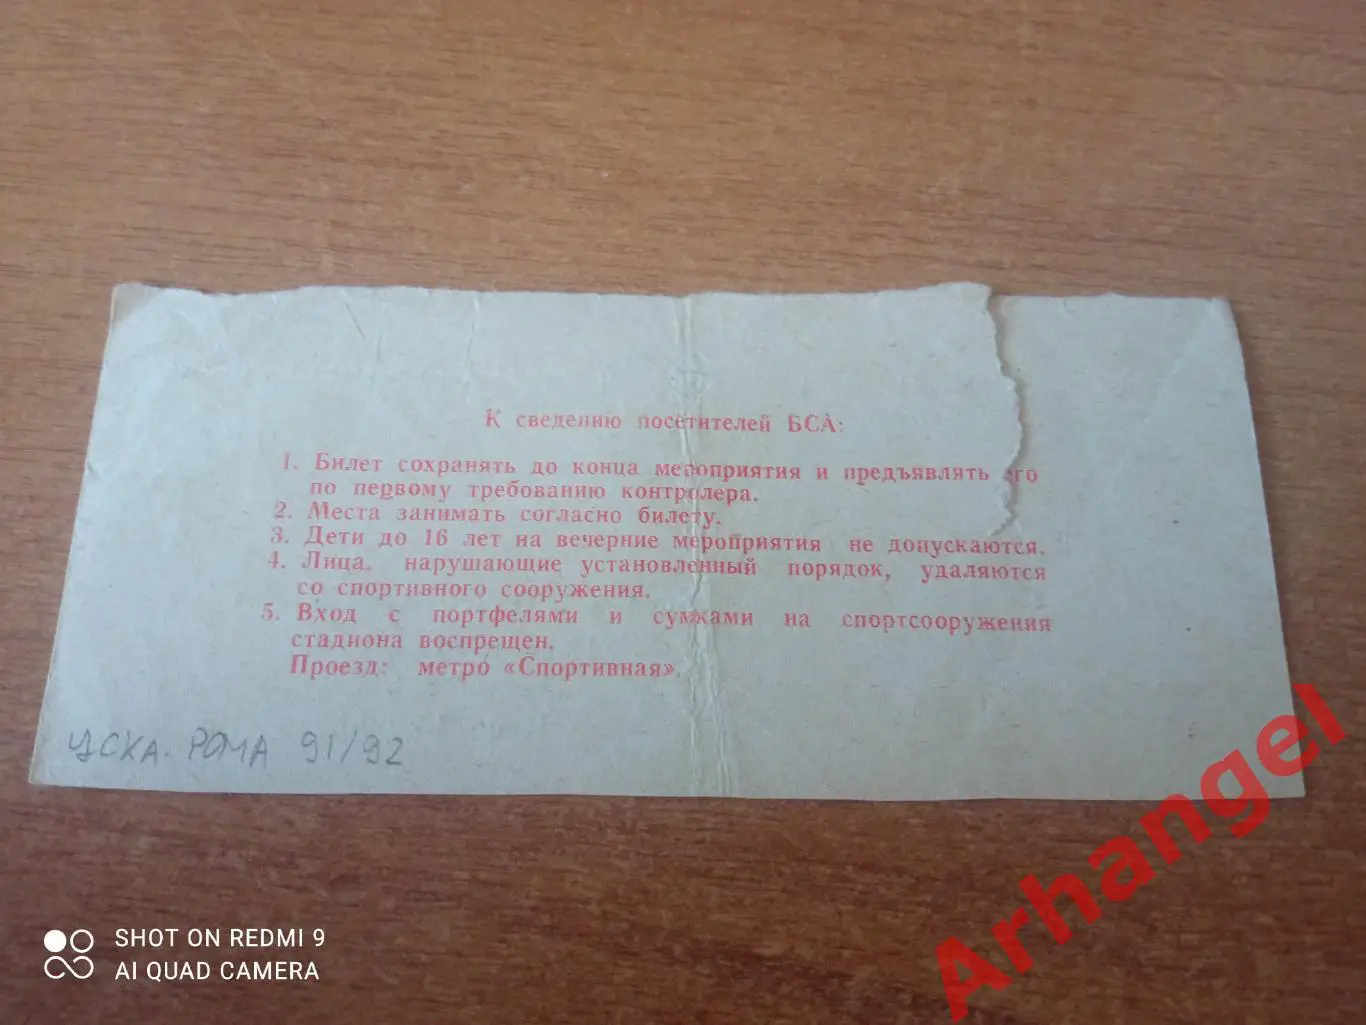 К сведению посетителей БСА:
1. Билет сохранять до конца мероприятия и предъявлять его
по первому требованию контролера.
2. Места занимать согласно билету.
3. Дети до 16 лет на вечерние мероприятия не допускаются.
4. Лица, нарушающие установленный порядок, удаляются
со спортивного сооружения.
5. Вход с портфелями и сумками на спортсооружения
стадиона воспрещен.
Проезд: метро «Спортивная».
ЦСКА-РОМА 91/92
Arhangel
SHOT ON REDMI 9
AI QUAD CAMERA